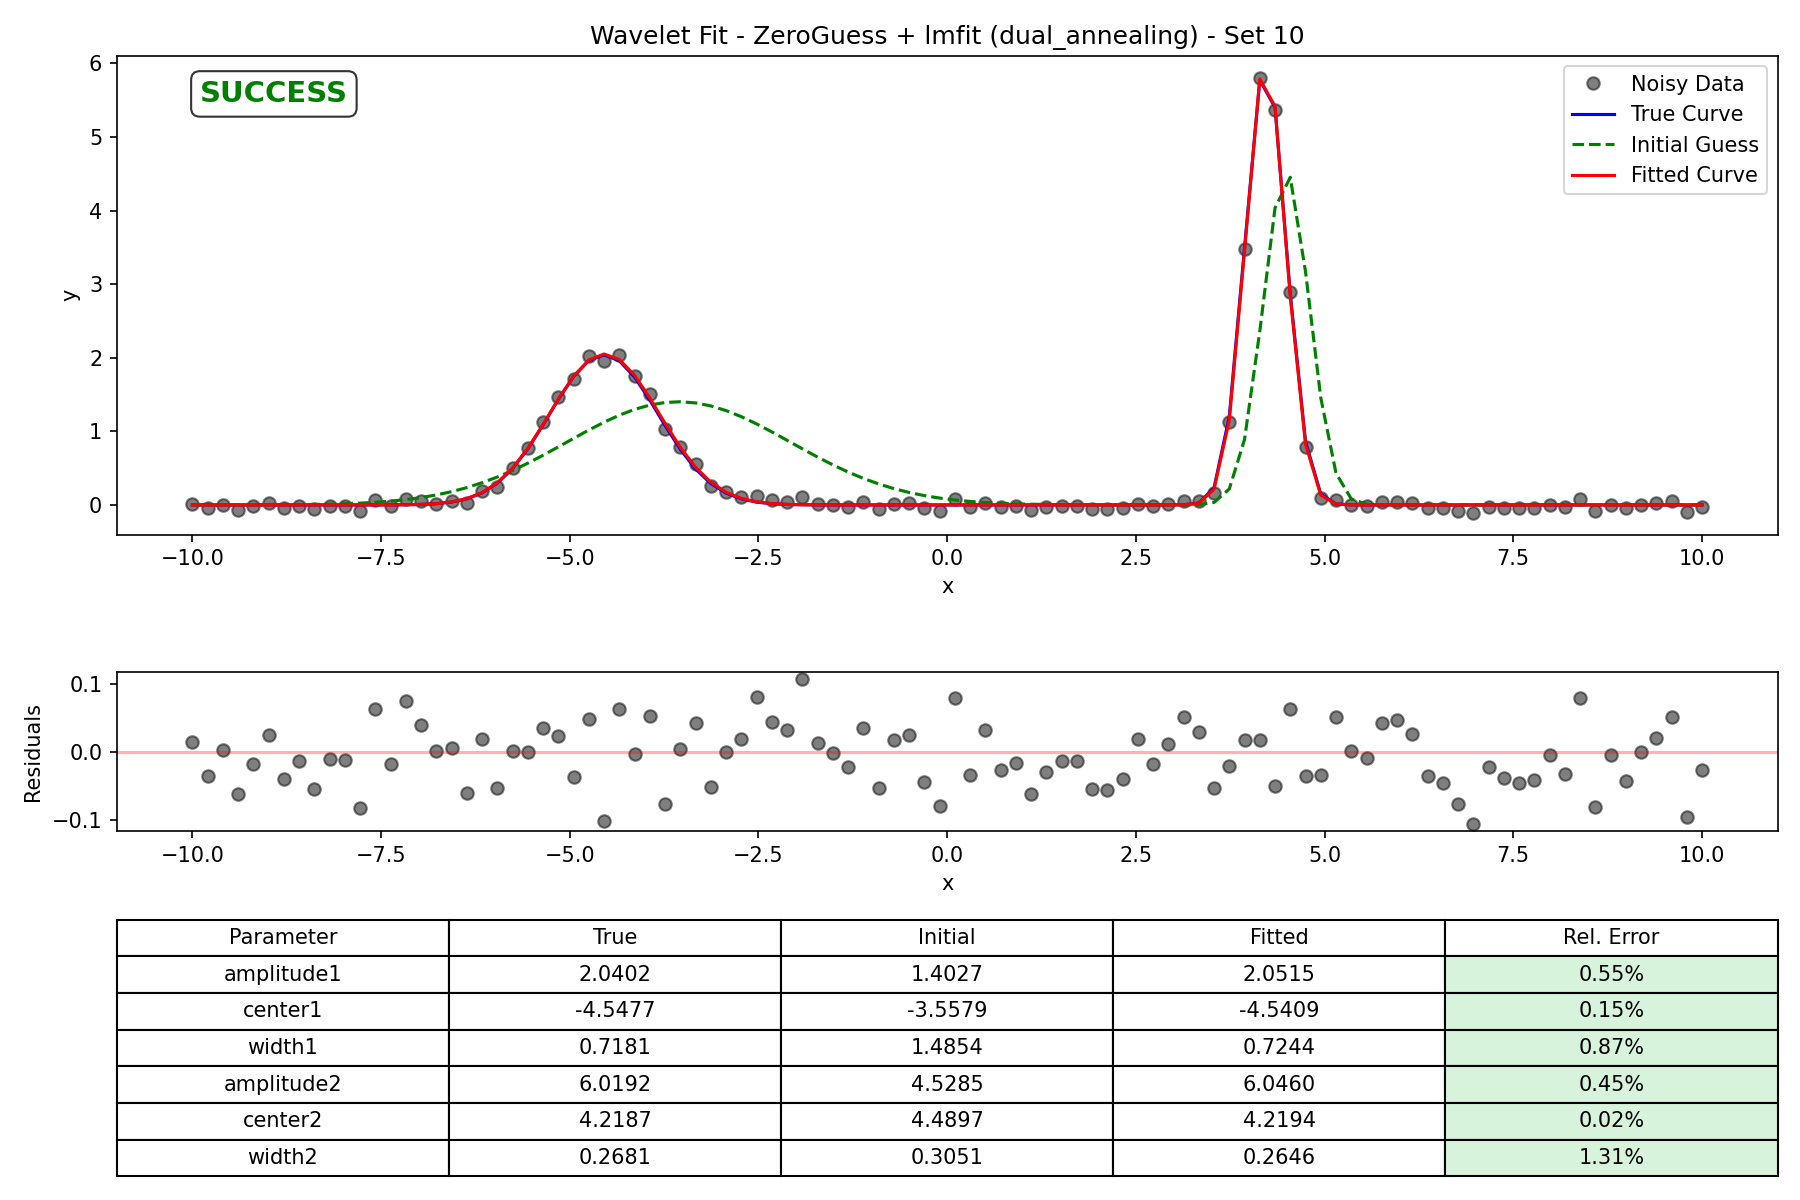 Wavelet Fit - ZeroGuess + lmfit (dual_annealing) - Set 10
SUCCESS
Noisy Data
True Curve
Initial Guess
Fitted Curve
6
5
4
3
2
1
0
y
−10.0 −7.5 −5.0 −2.5 0.0 2.5 5.0 7.5 10.0
x
0.1
0.0
−0.1
Residuals
−10.0 −7.5 −5.0 −2.5 0.0 2.5 5.0 7.5 10.0
x
Parameter True Initial Fitted Rel. Error
amplitude1 2.0402 1.4027 2.0515 0.55%
center1 -4.5477 -3.5579 -4.5409 0.15%
width1 0.7181 1.4854 0.7244 0.87%
amplitude2 6.0192 4.5285 6.0460 0.45%
center2 4.2187 4.4897 4.2194 0.02%
width2 0.2681 0.3051 0.2646 1.31%